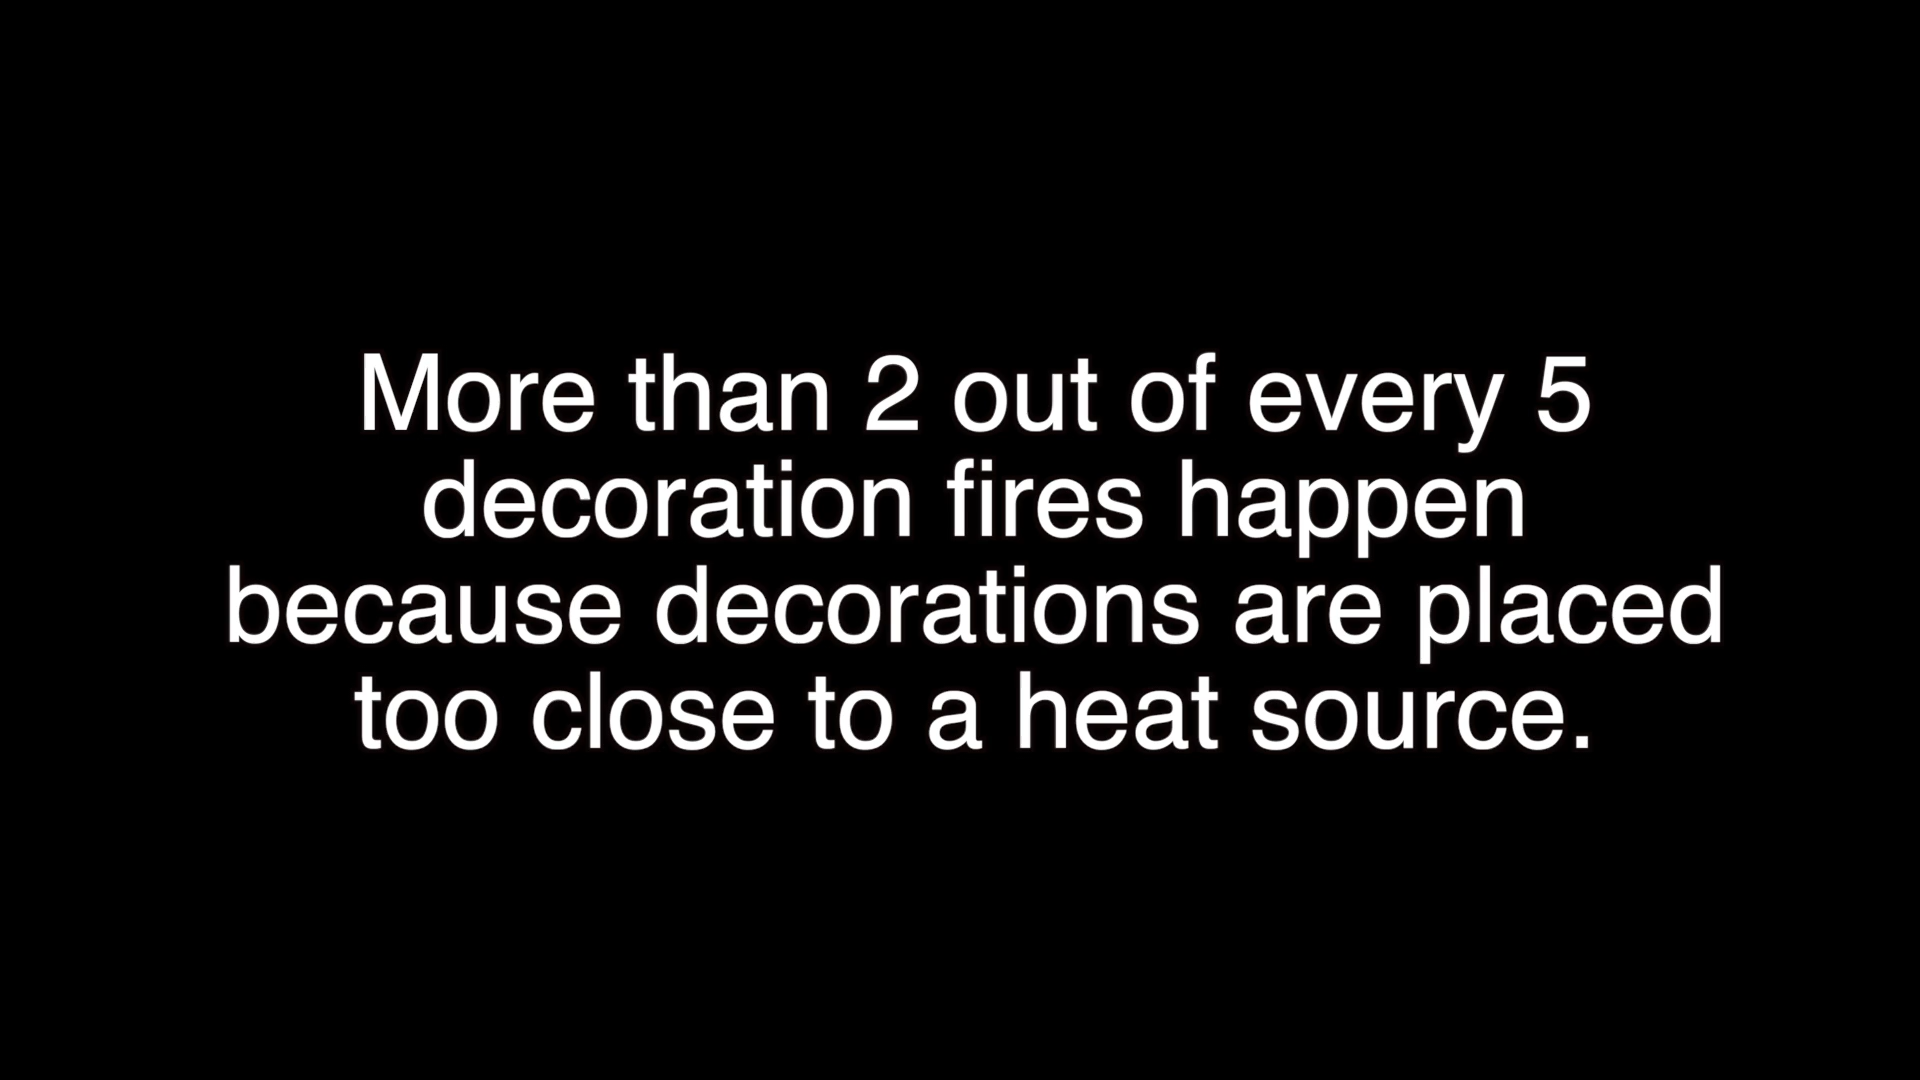 More than 2 out of every 5
decoration fires happen
because decorations are placed
too close to a heat source.